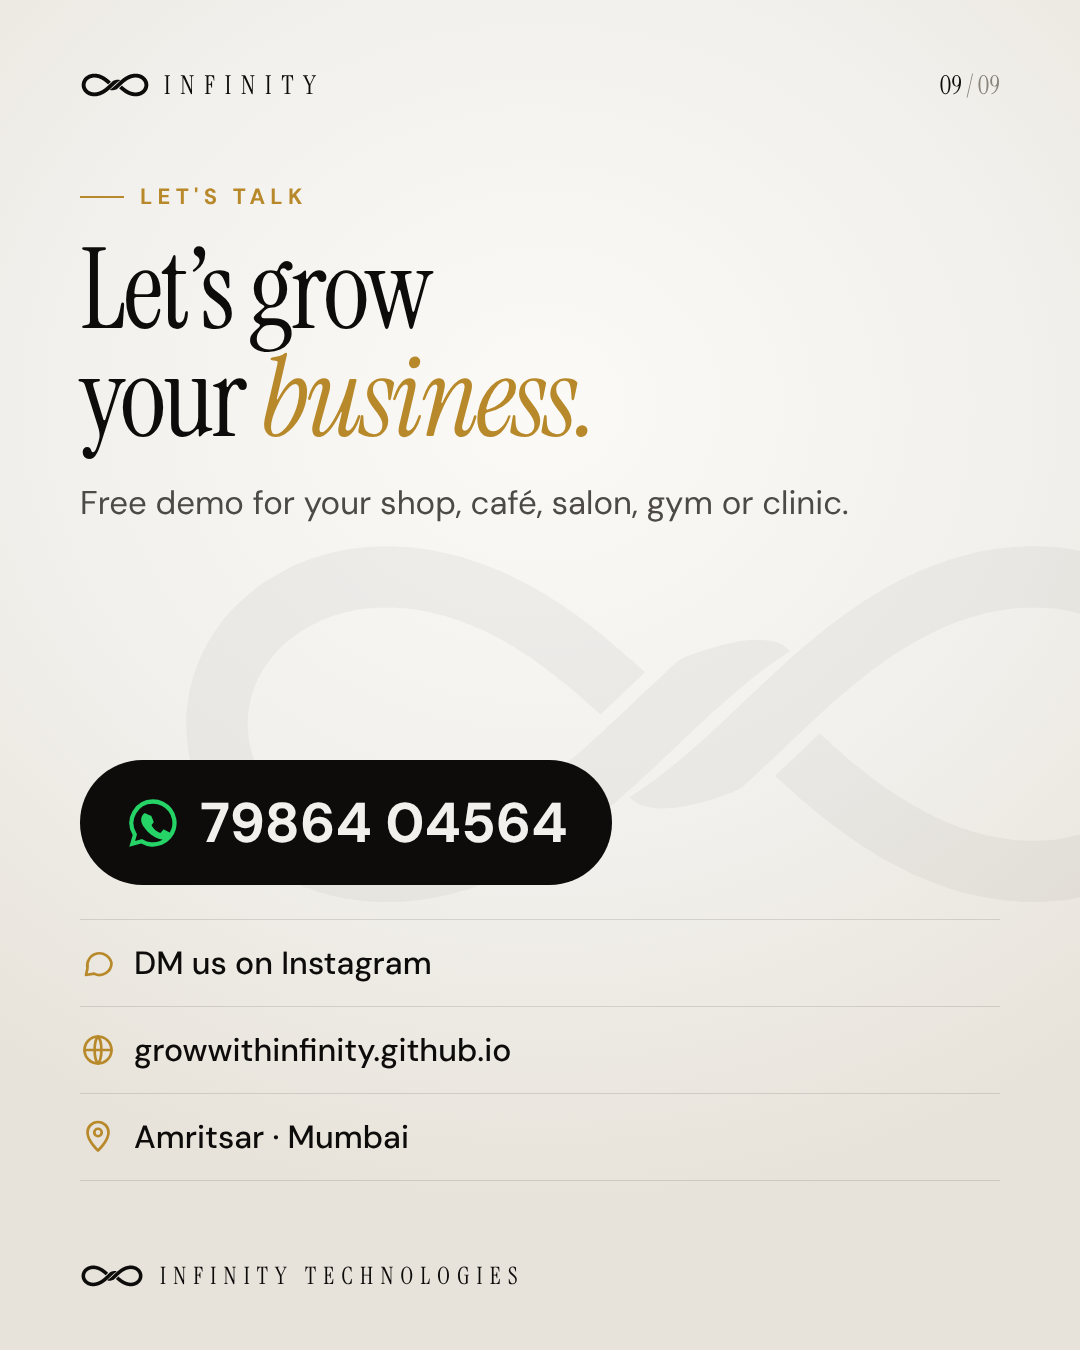 INFINITY
09 / 09
LET'S TALK
Let’s grow
your business.
Free demo for your shop, café, salon, gym or clinic.
79864 04564
DM us on Instagram
growwithinfinity.github.io
Amritsar · Mumbai
INFINITY TECHNOLOGIES